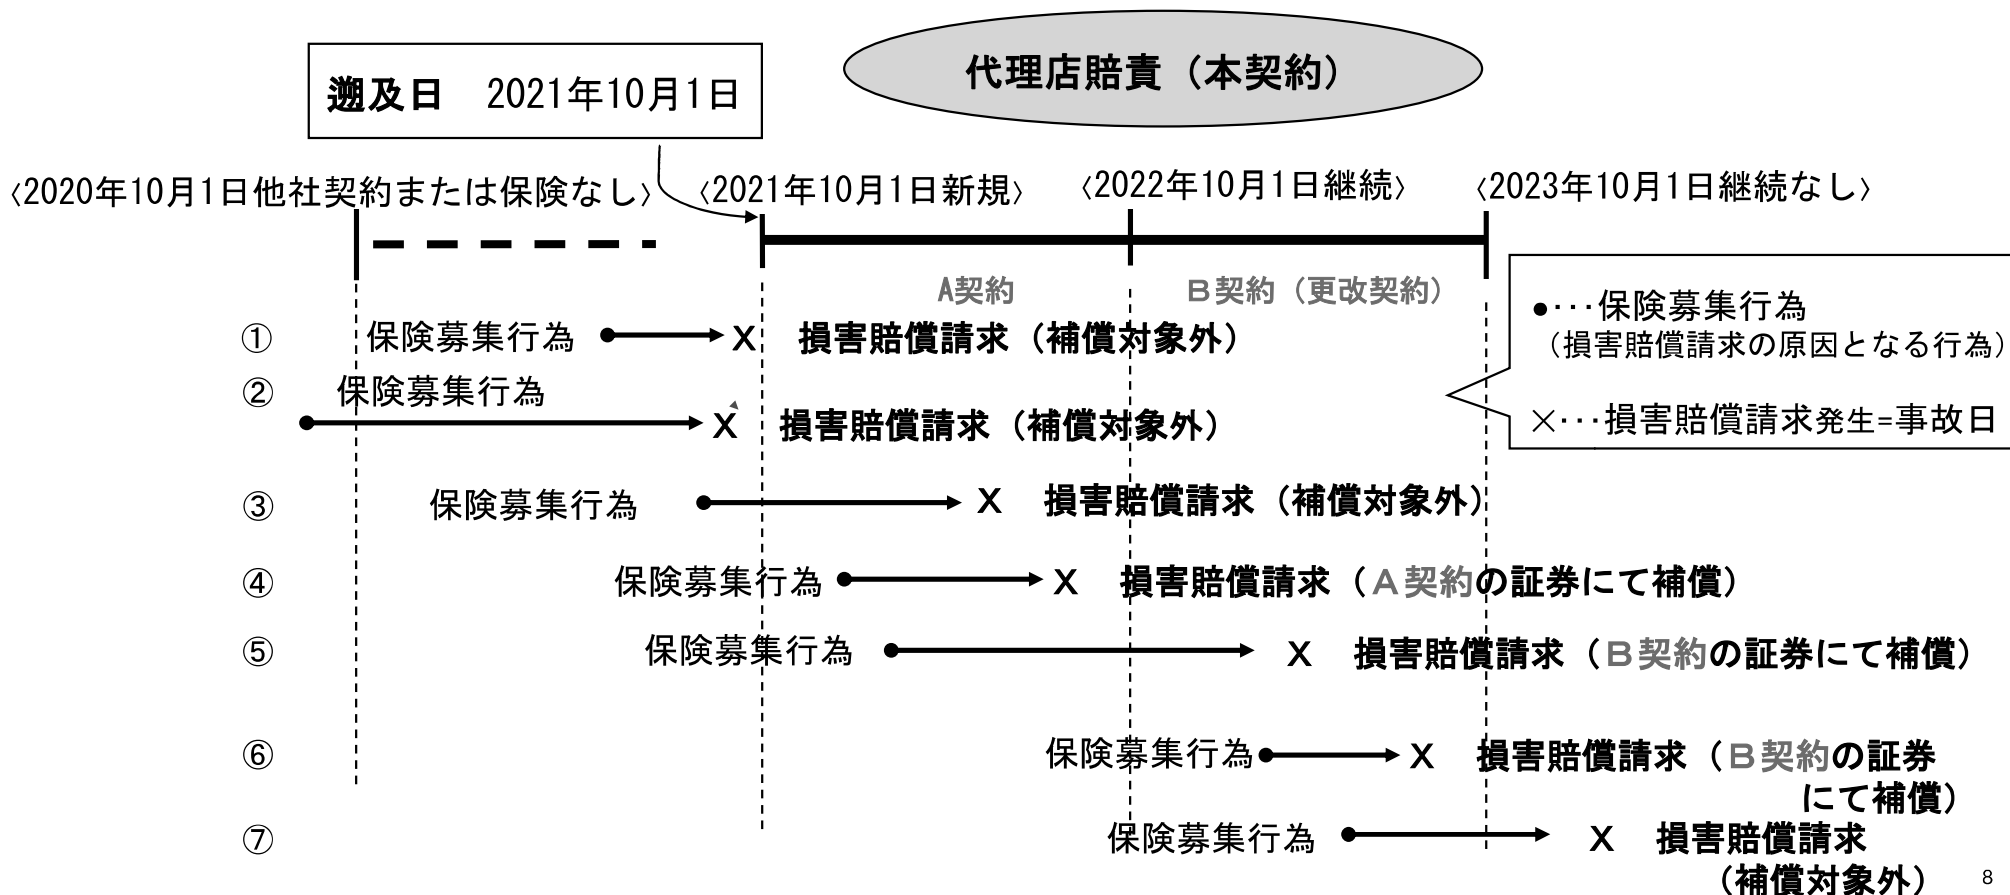 代理店賠責（本契約）
遡及日　2021年10月1日
〈2020年10月1日他社契約または保険なし〉
〈2021年10月1日新規〉
〈2022年10月1日継続〉
〈2023年10月1日継続なし〉
A契約
Ｂ契約（更改契約）
●･･･保険募集行為
（損害賠償請求の原因となる行為）
×･･･損害賠償請求発生=事故日
①　保険募集行為　X　損害賠償請求（補償対象外）
②　保険募集行為　X　損害賠償請求（補償対象外）
③　保険募集行為　X　損害賠償請求（補償対象外）
④　保険募集行為　X　損害賠償請求（Ａ契約の証券にて補償）
⑤　保険募集行為　X　損害賠償請求（Ｂ契約の証券にて補償）
⑥　保険募集行為　X　損害賠償請求（Ｂ契約の証券
にて補償）
⑦　保険募集行為　X　損害賠償請求
（補償対象外）
8